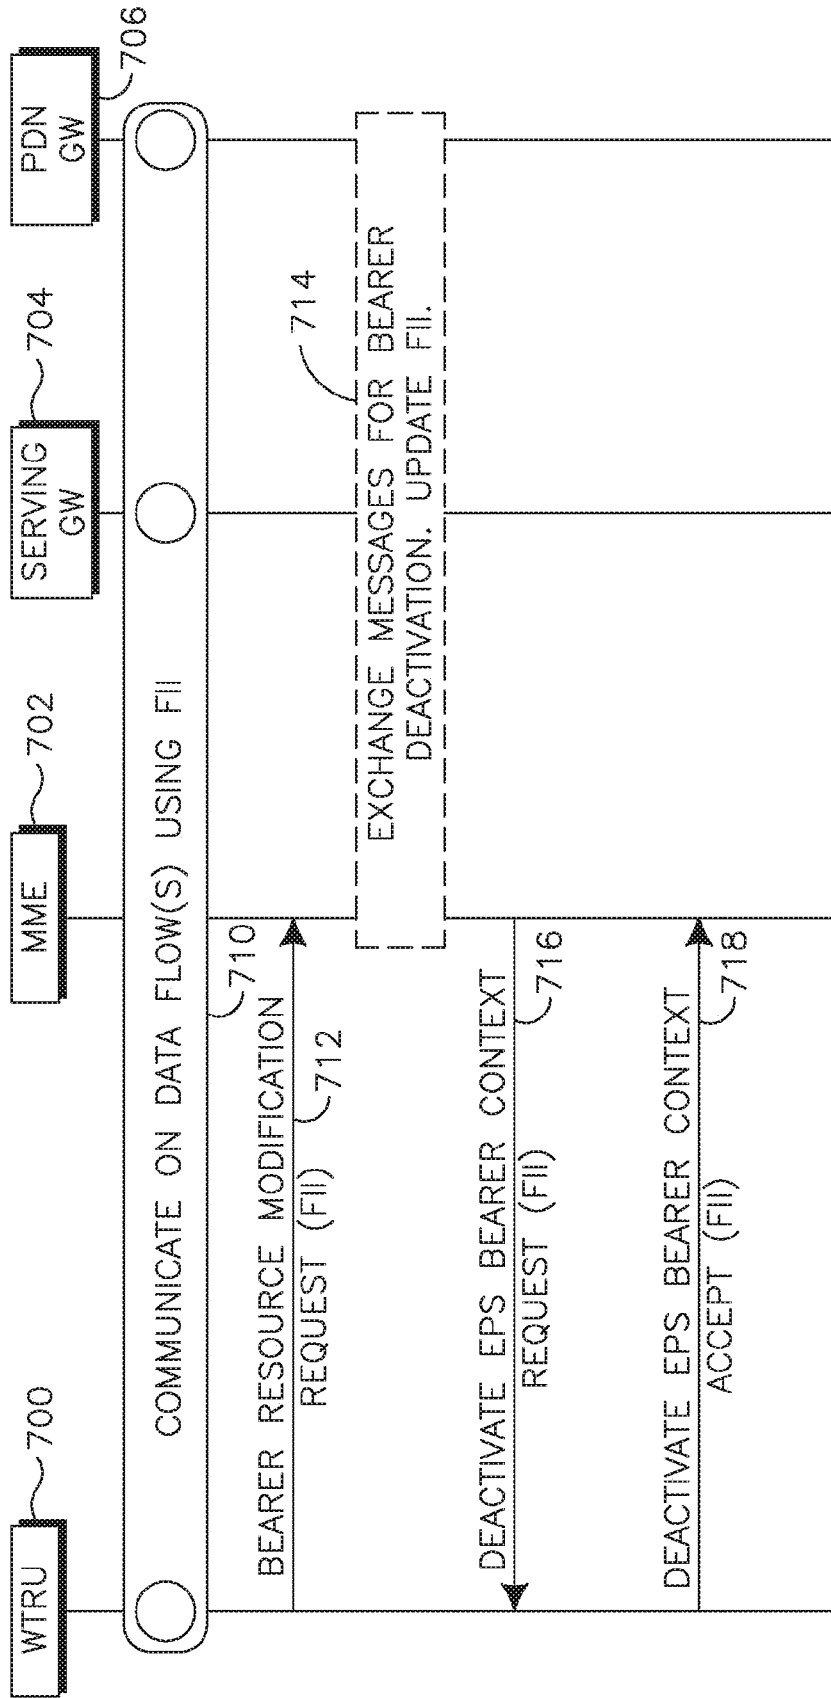 WTRU
700
MME
702
SERVING
GW
704
PDN
GW
706
COMMUNICATE ON DATA FLOW(S) USING FII
710
BEARER RESOURCE MODIFICATION
REQUEST (FII)
712
EXCHANGE MESSAGES FOR BEARER
DEACTIVATION. UPDATE FII.
714
DEACTIVATE EPS BEARER CONTEXT
REQUEST (FII)
716
DEACTIVATE EPS BEARER CONTEXT
ACCEPT (FII)
718